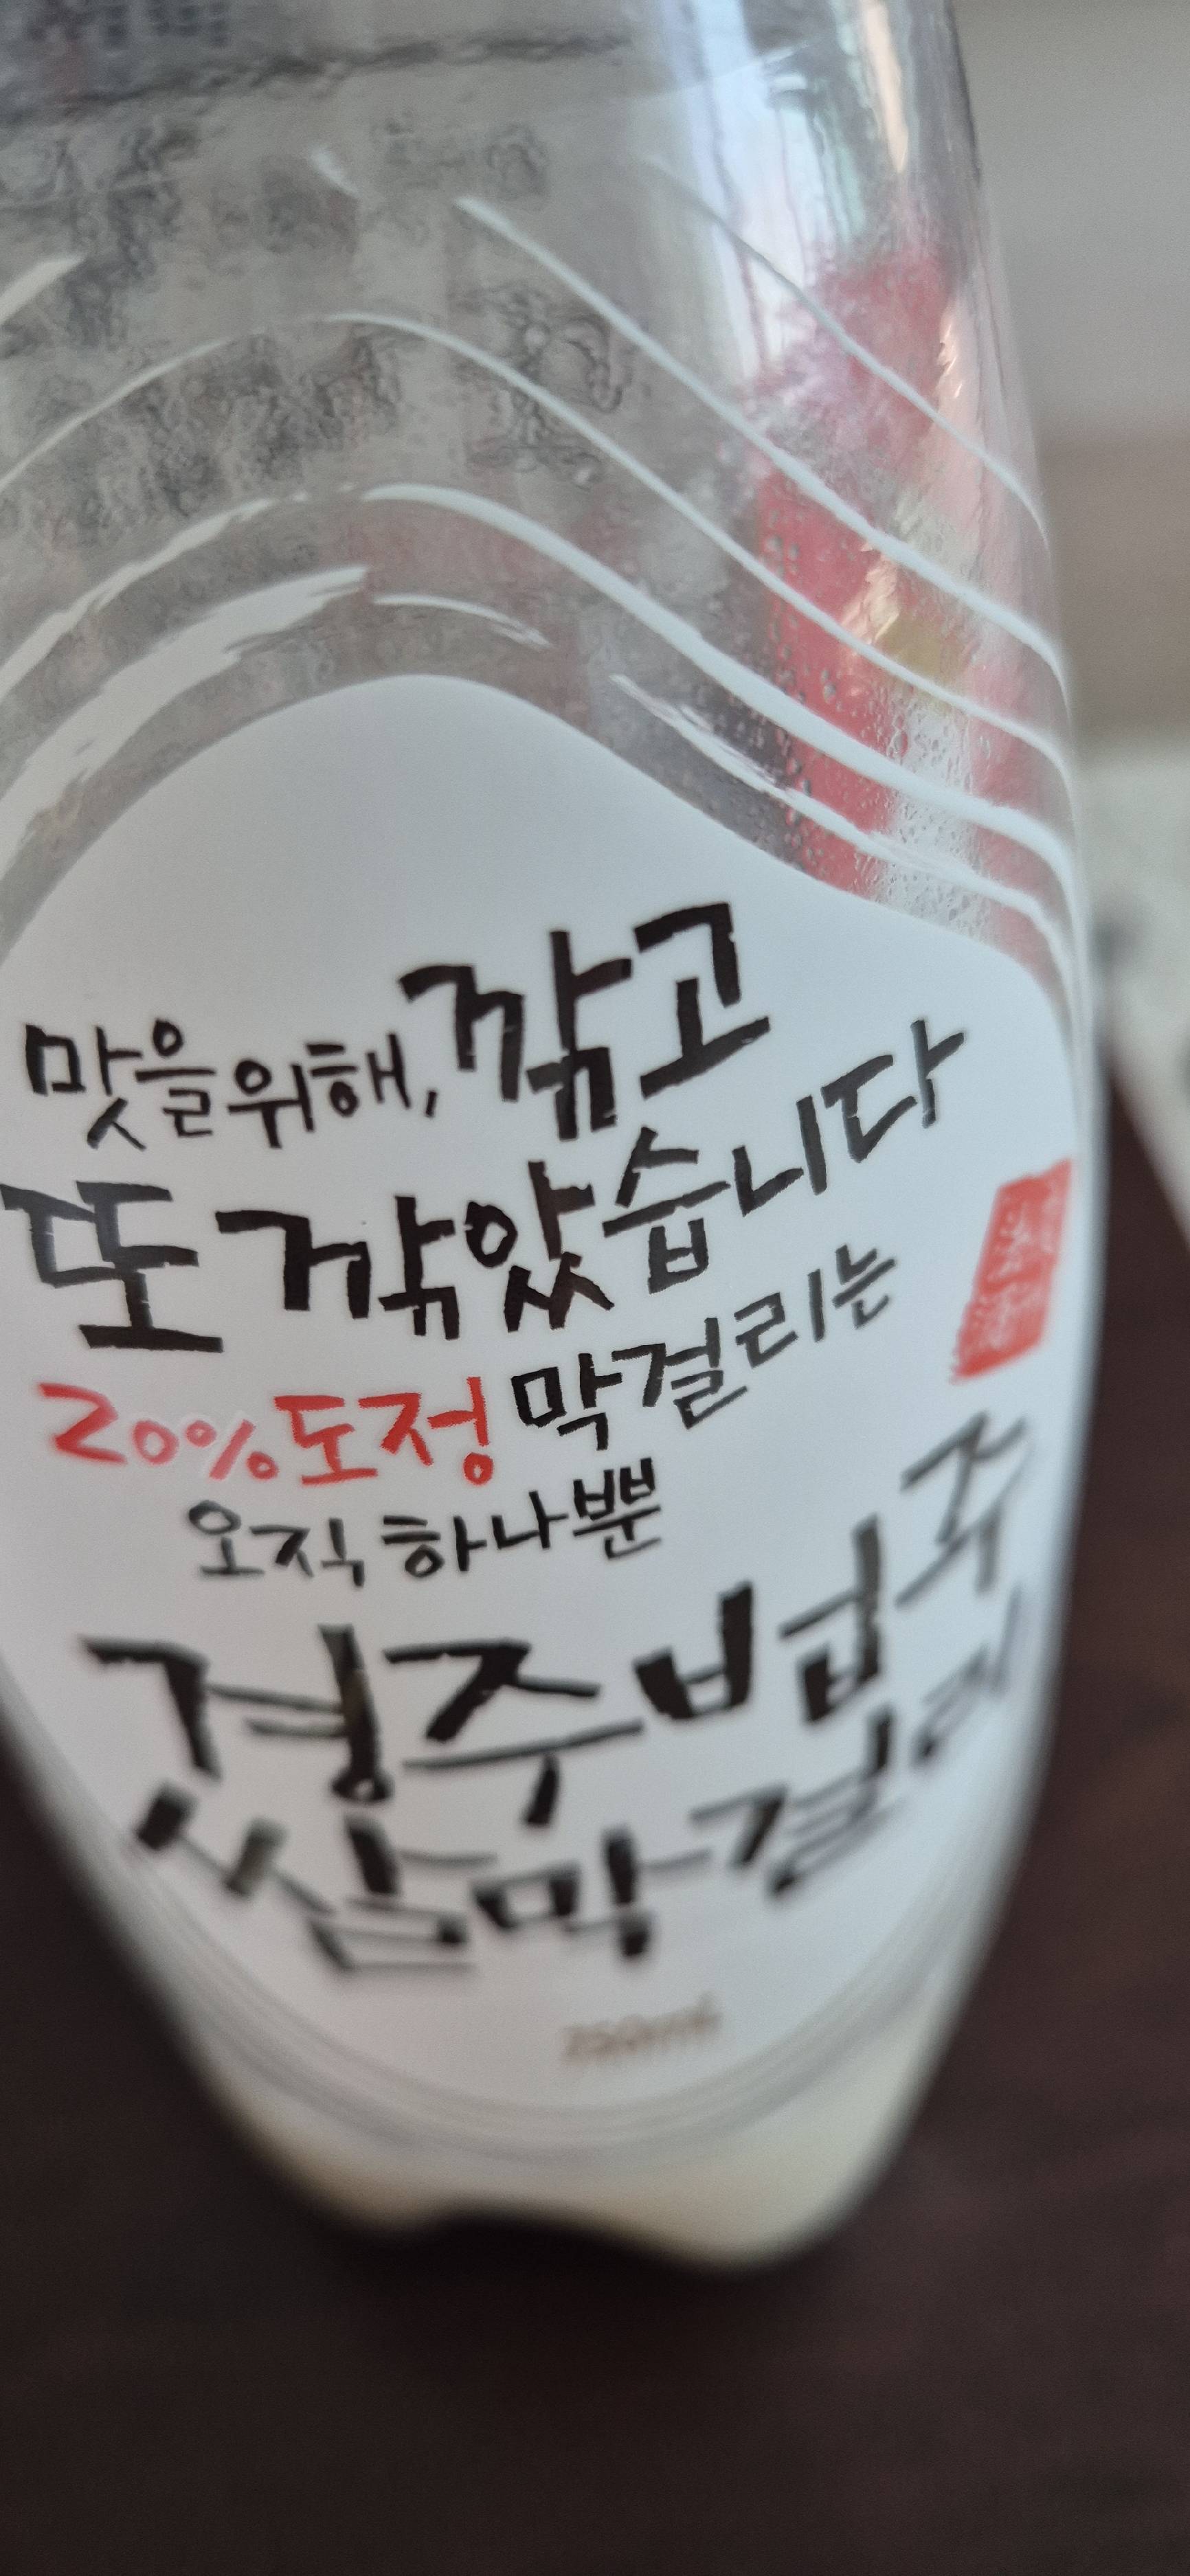 맛을위해, 깎고
또 깎았습니다
20%도정 막걸리는
오직 하나뿐
경주법주
쌀막걸리
750mℓ